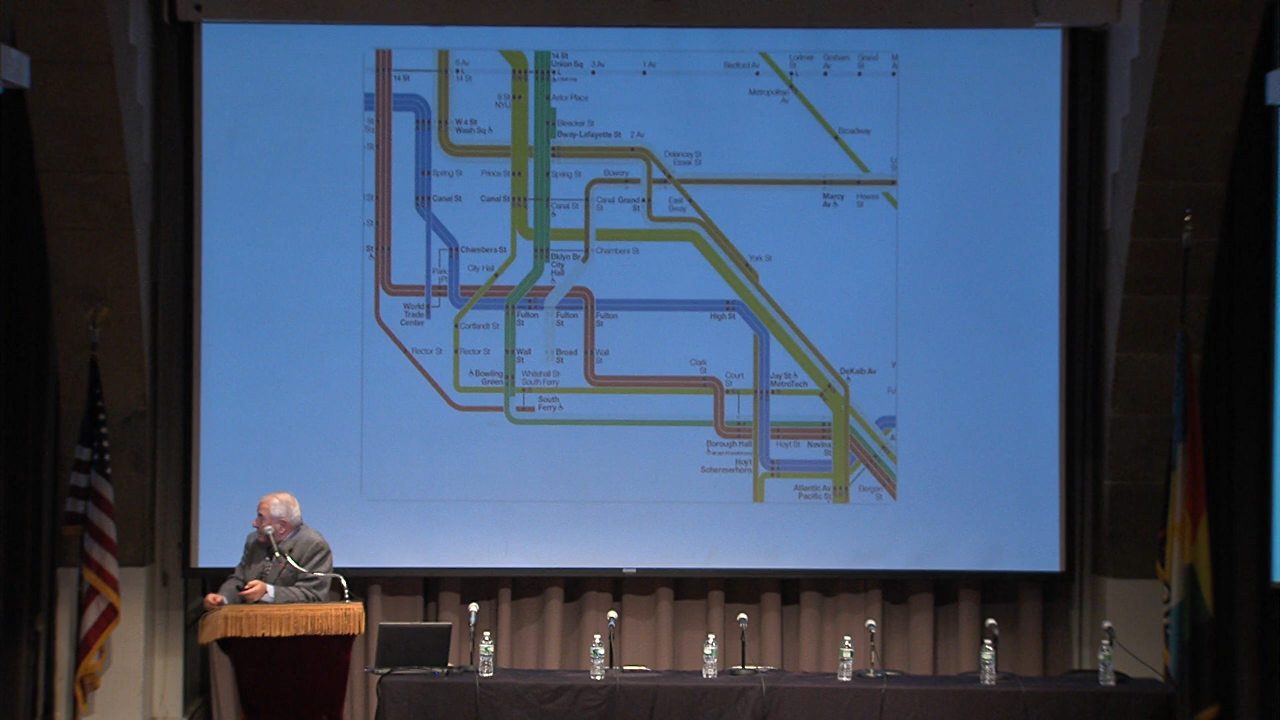 14 St
Union Sq
L
6 Av
L
14 St
14 St
3 Av
1 Av
Bedford Av
Lorimer
St
L
Graham
Av
Grand
St
M
Metropolitan
Av
8 St
NYU
Astor Place
W 4 St
Wash Sq
Bleecker St
Bway-Lafayette St
2 Av
Broadway
Delancey St
Essex St
Spring St
Prince St
Spring St
Bowery
Canal St
Canal St
Canal St
Canal
St
Grand
St
East
Bway
Marcy
Av
Hewes
St
Chambers St
Bklyn Br
City
Hall
Chambers St
City Hall
Park
Pl
York St
World
Trade
Center
Fulton
St
Fulton
St
Fulton
St
High St
Cortlandt St
Rector St
Rector St
Wall
St
Broad
St
Wall
St
Clark
St
Bowling
Green
Whitehall St
South Ferry
Court
St
Jay St
MetroTech
DeKalb Av
South
Ferry
Borough Hall
Hoyt St
Nevins
St
Hoyt
Schermerhorn
Atlantic Av
Pacific St
Bergen
St